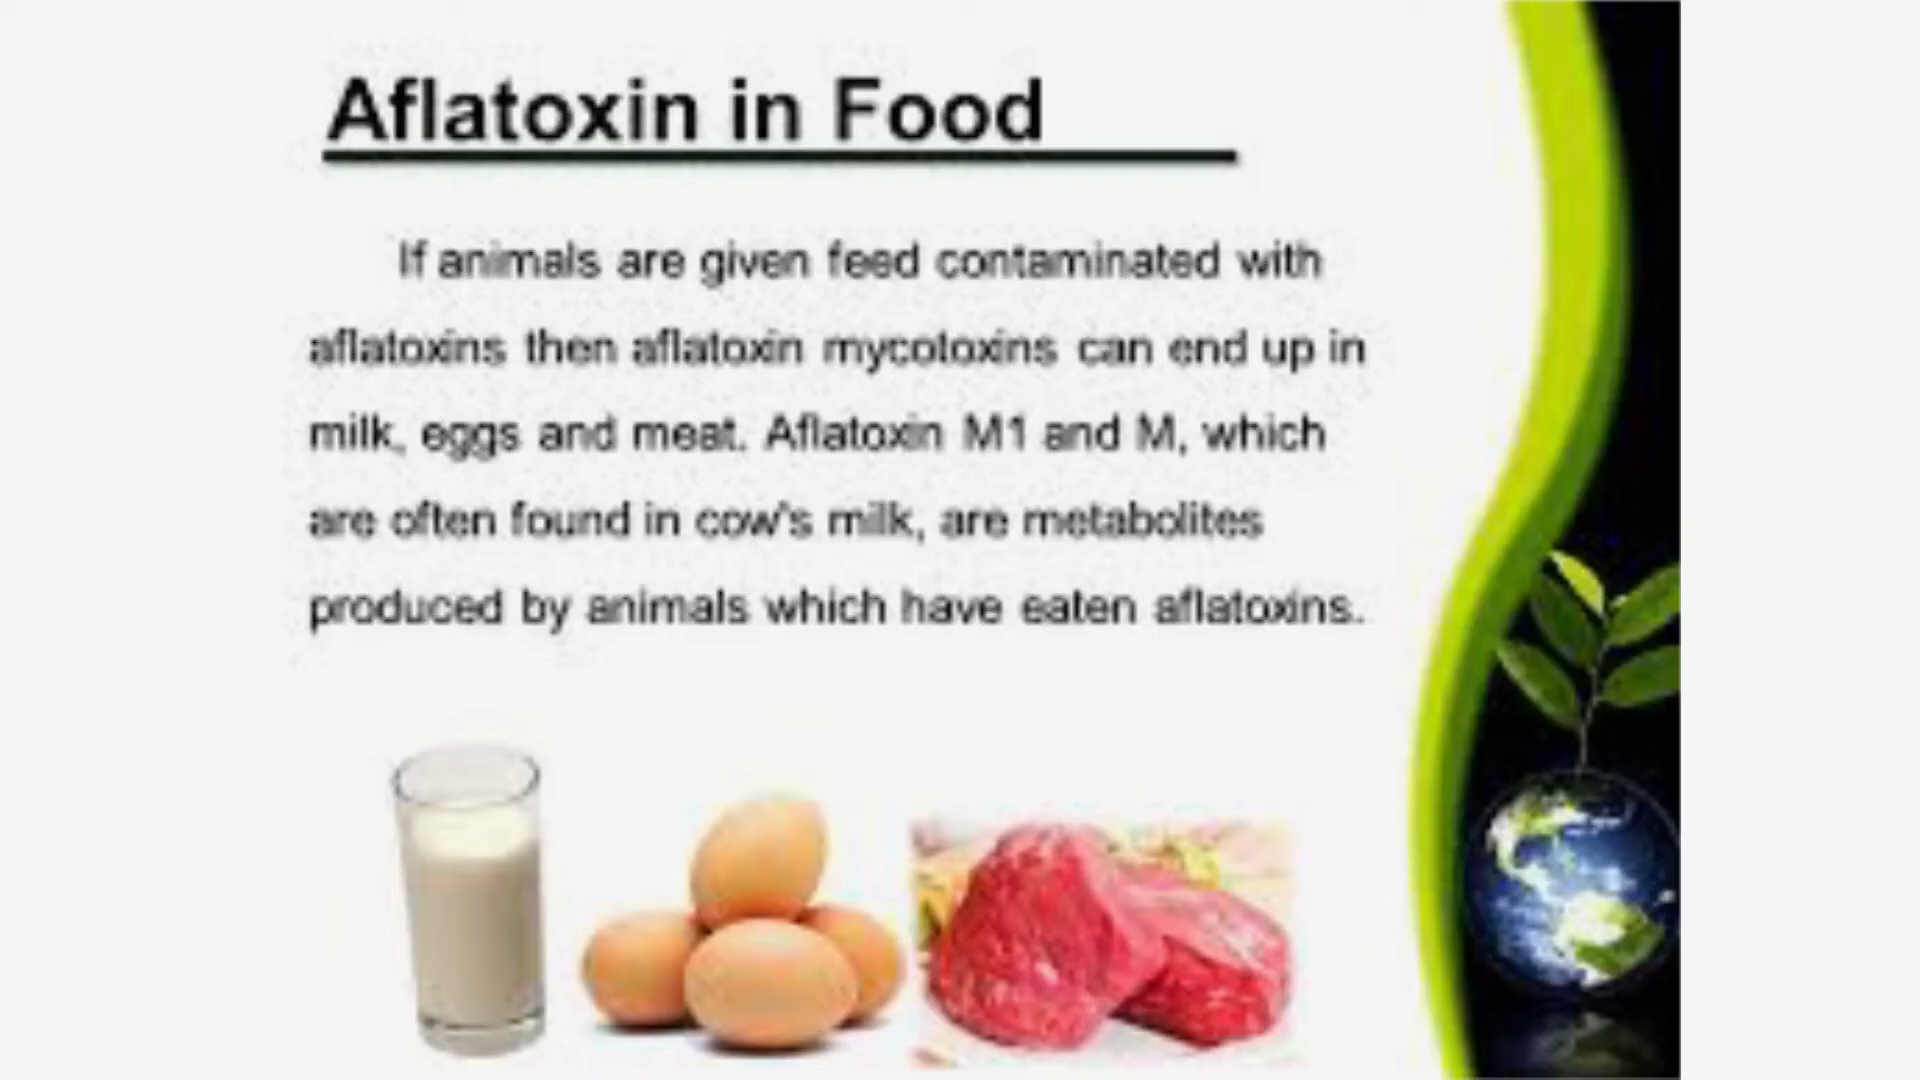 Aflatoxin in Food
If animals are given feed contaminated with
aflatoxins then aflatoxin mycotoxins can end up in
milk, eggs and meat. Aflatoxin M1 and M, which
are often found in cow's milk, are metabolites
produced by animals which have eaten aflatoxins.